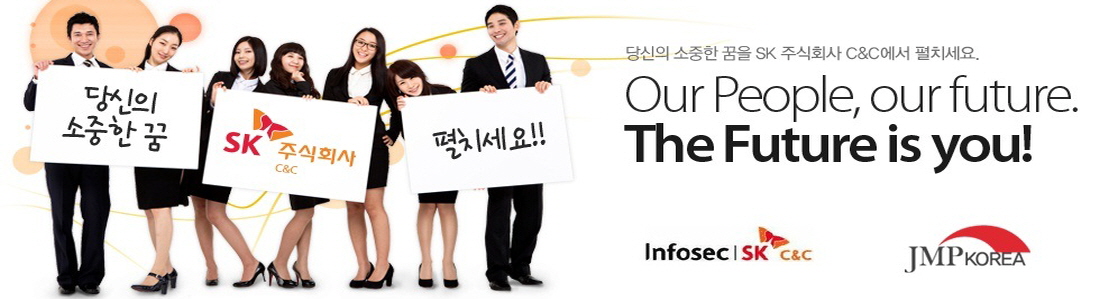 당신의
소중한 꿈
SK 주식회사
C&C
펼치세요!!
당신의 소중한 꿈을 SK 주식회사 C&C에서 펼치세요.
Our People, our future.
The Future is you!
Infosec | SK C&C
JMP KOREA